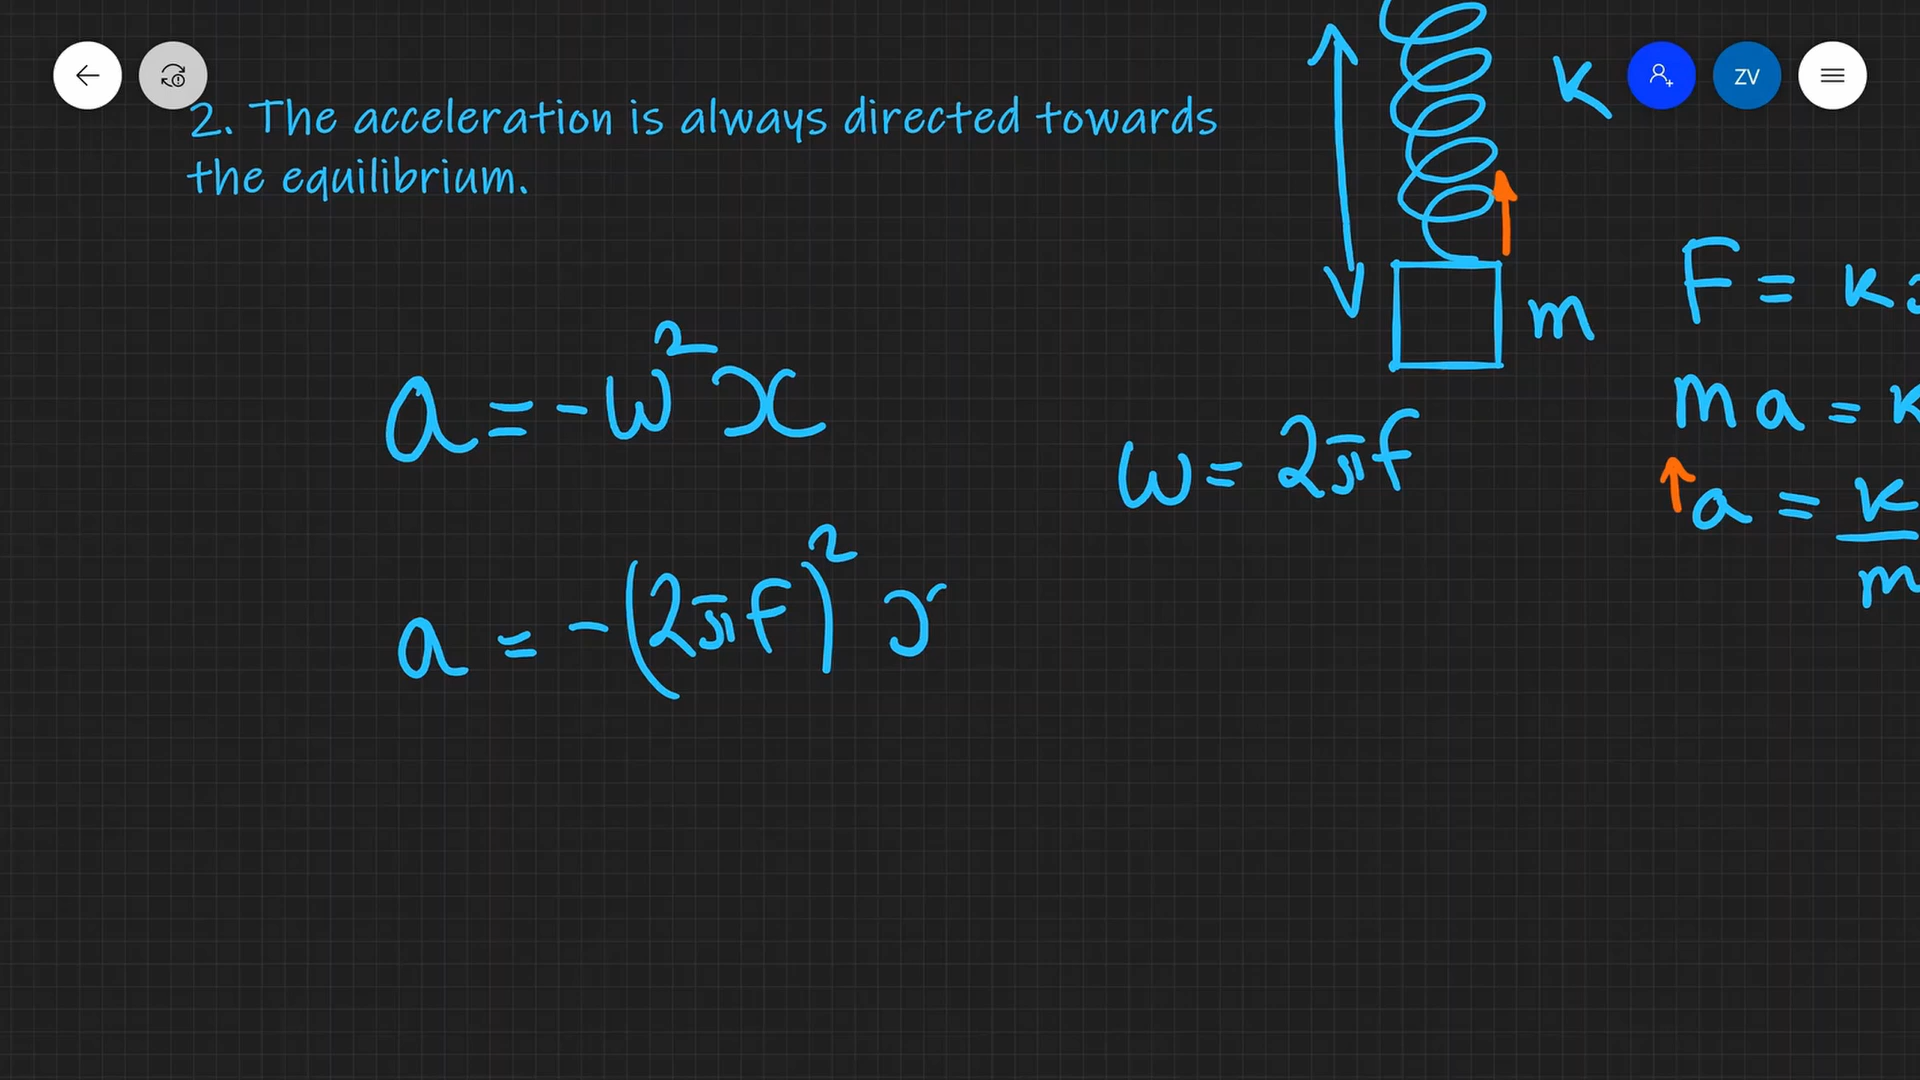 ZV
2. The acceleration is always directed towards
the equilibrium.
K
m
F = K
ma = K
a = K/m
a = -ω²x
ω = 2πf
a = -(2πf)²